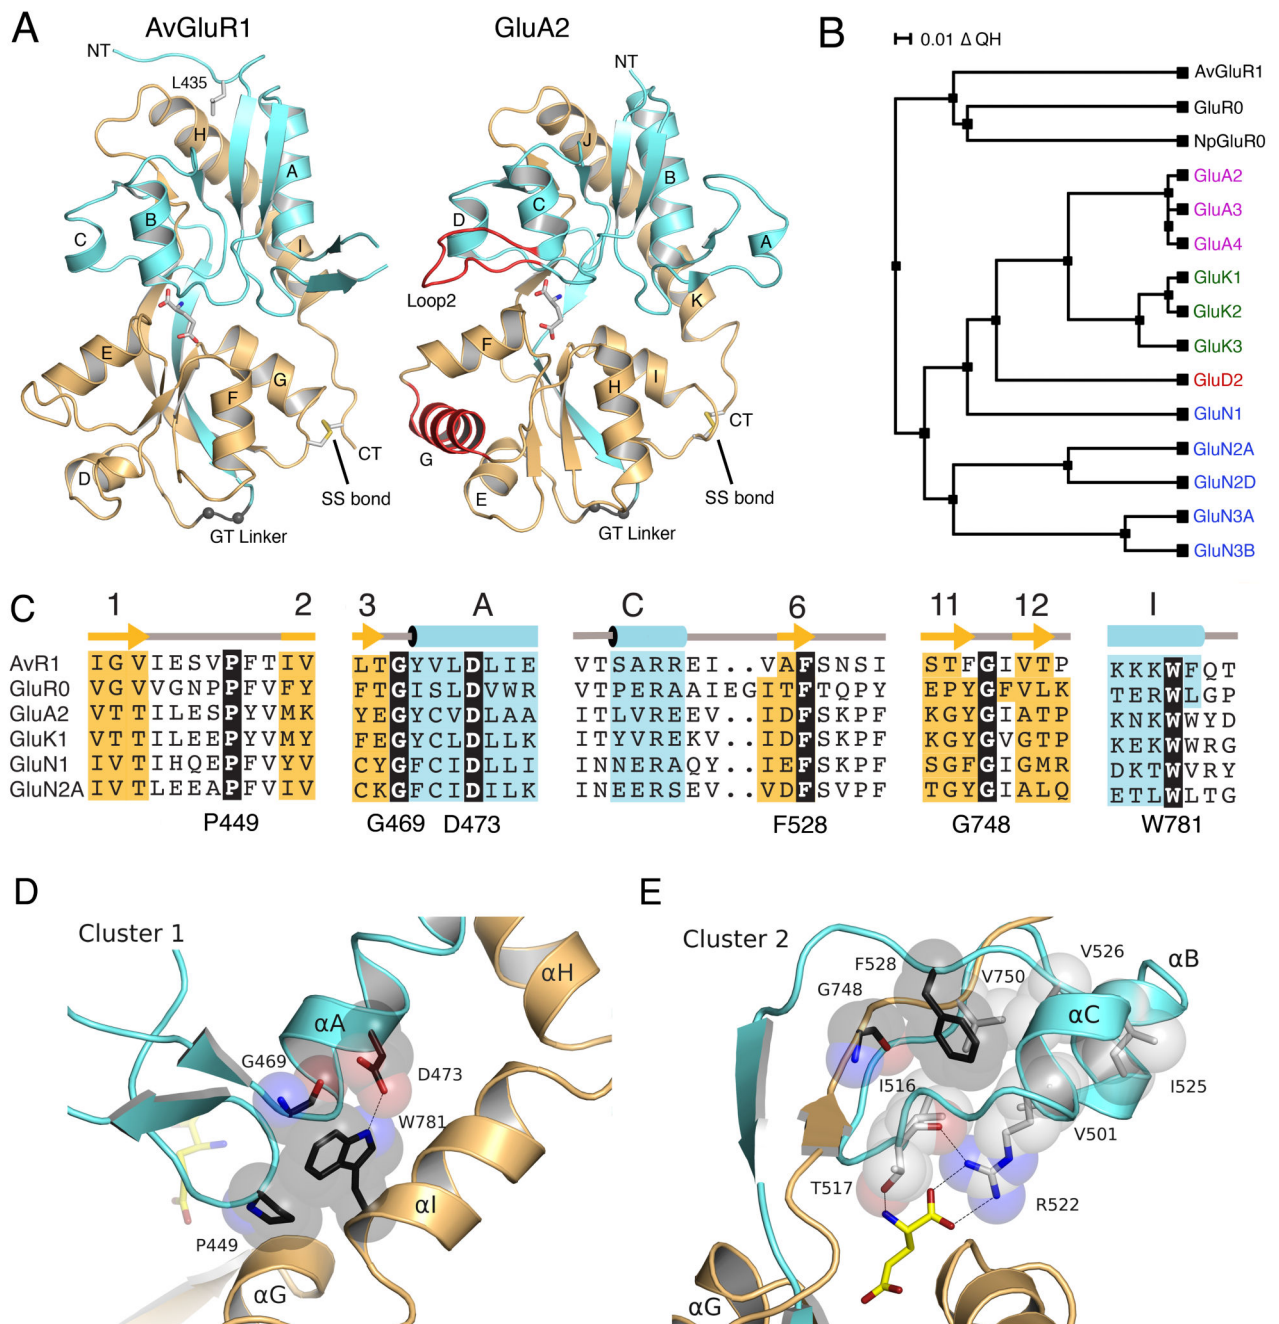 A
AvGluR1
GluA2
NT
L435
H
A
B
C
I
E
G
F
D
CT
SS bond
GT Linker
NT
J
B
C
D
A
Loop2
K
F
I
H
G
E
CT
SS bond
GT Linker
B
0.01 Δ QH
AvGluR1
GluR0
NpGluR0
GluA2
GluA3
GluA4
GluK1
GluK2
GluK3
GluD2
GluN1
GluN2A
GluN2D
GluN3A
GluN3B
C
1 2 3 A C 6 11 12 I
AvR1 IGVIESVPFTIV LTGYVLDLIE VTSARREI..VAFSNSI STFGIVTP KKKWFQT
GluR0 VGVVGNPPFVFY FTGISLDVWR VTPERAAIEGITFTQPY EPYGFVLK TERWLGP
GluA2 VTTILESPYVMK YEGYCVDLAA ITLVREEV..IDFSKPF KGYGIATP KNKWWYD
GluK1 VTTILEEPYVMY FEGYCLDLLK ITYVREKV..IDFSKPF KGYGVGTP KEKWWRG
GluN1 IVTIHQEPFVYV CYGFCIDLLI INNERAQY..IEFSKPF SGFGIGMR DKTWVRY
GluN2A IVTLEEAPFVIV CKGFCIDILK INEERSEV..VDFSVPF TGYGIALQ ETLWLTG
P449 G469 D473 F528 G748 W781
D
Cluster 1
αH
αA
G469
D473
W781
αI
P449
αG
E
Cluster 2
V526
αB
F528
V750
G748
αC
I516
I525
V501
T517
R522
αG